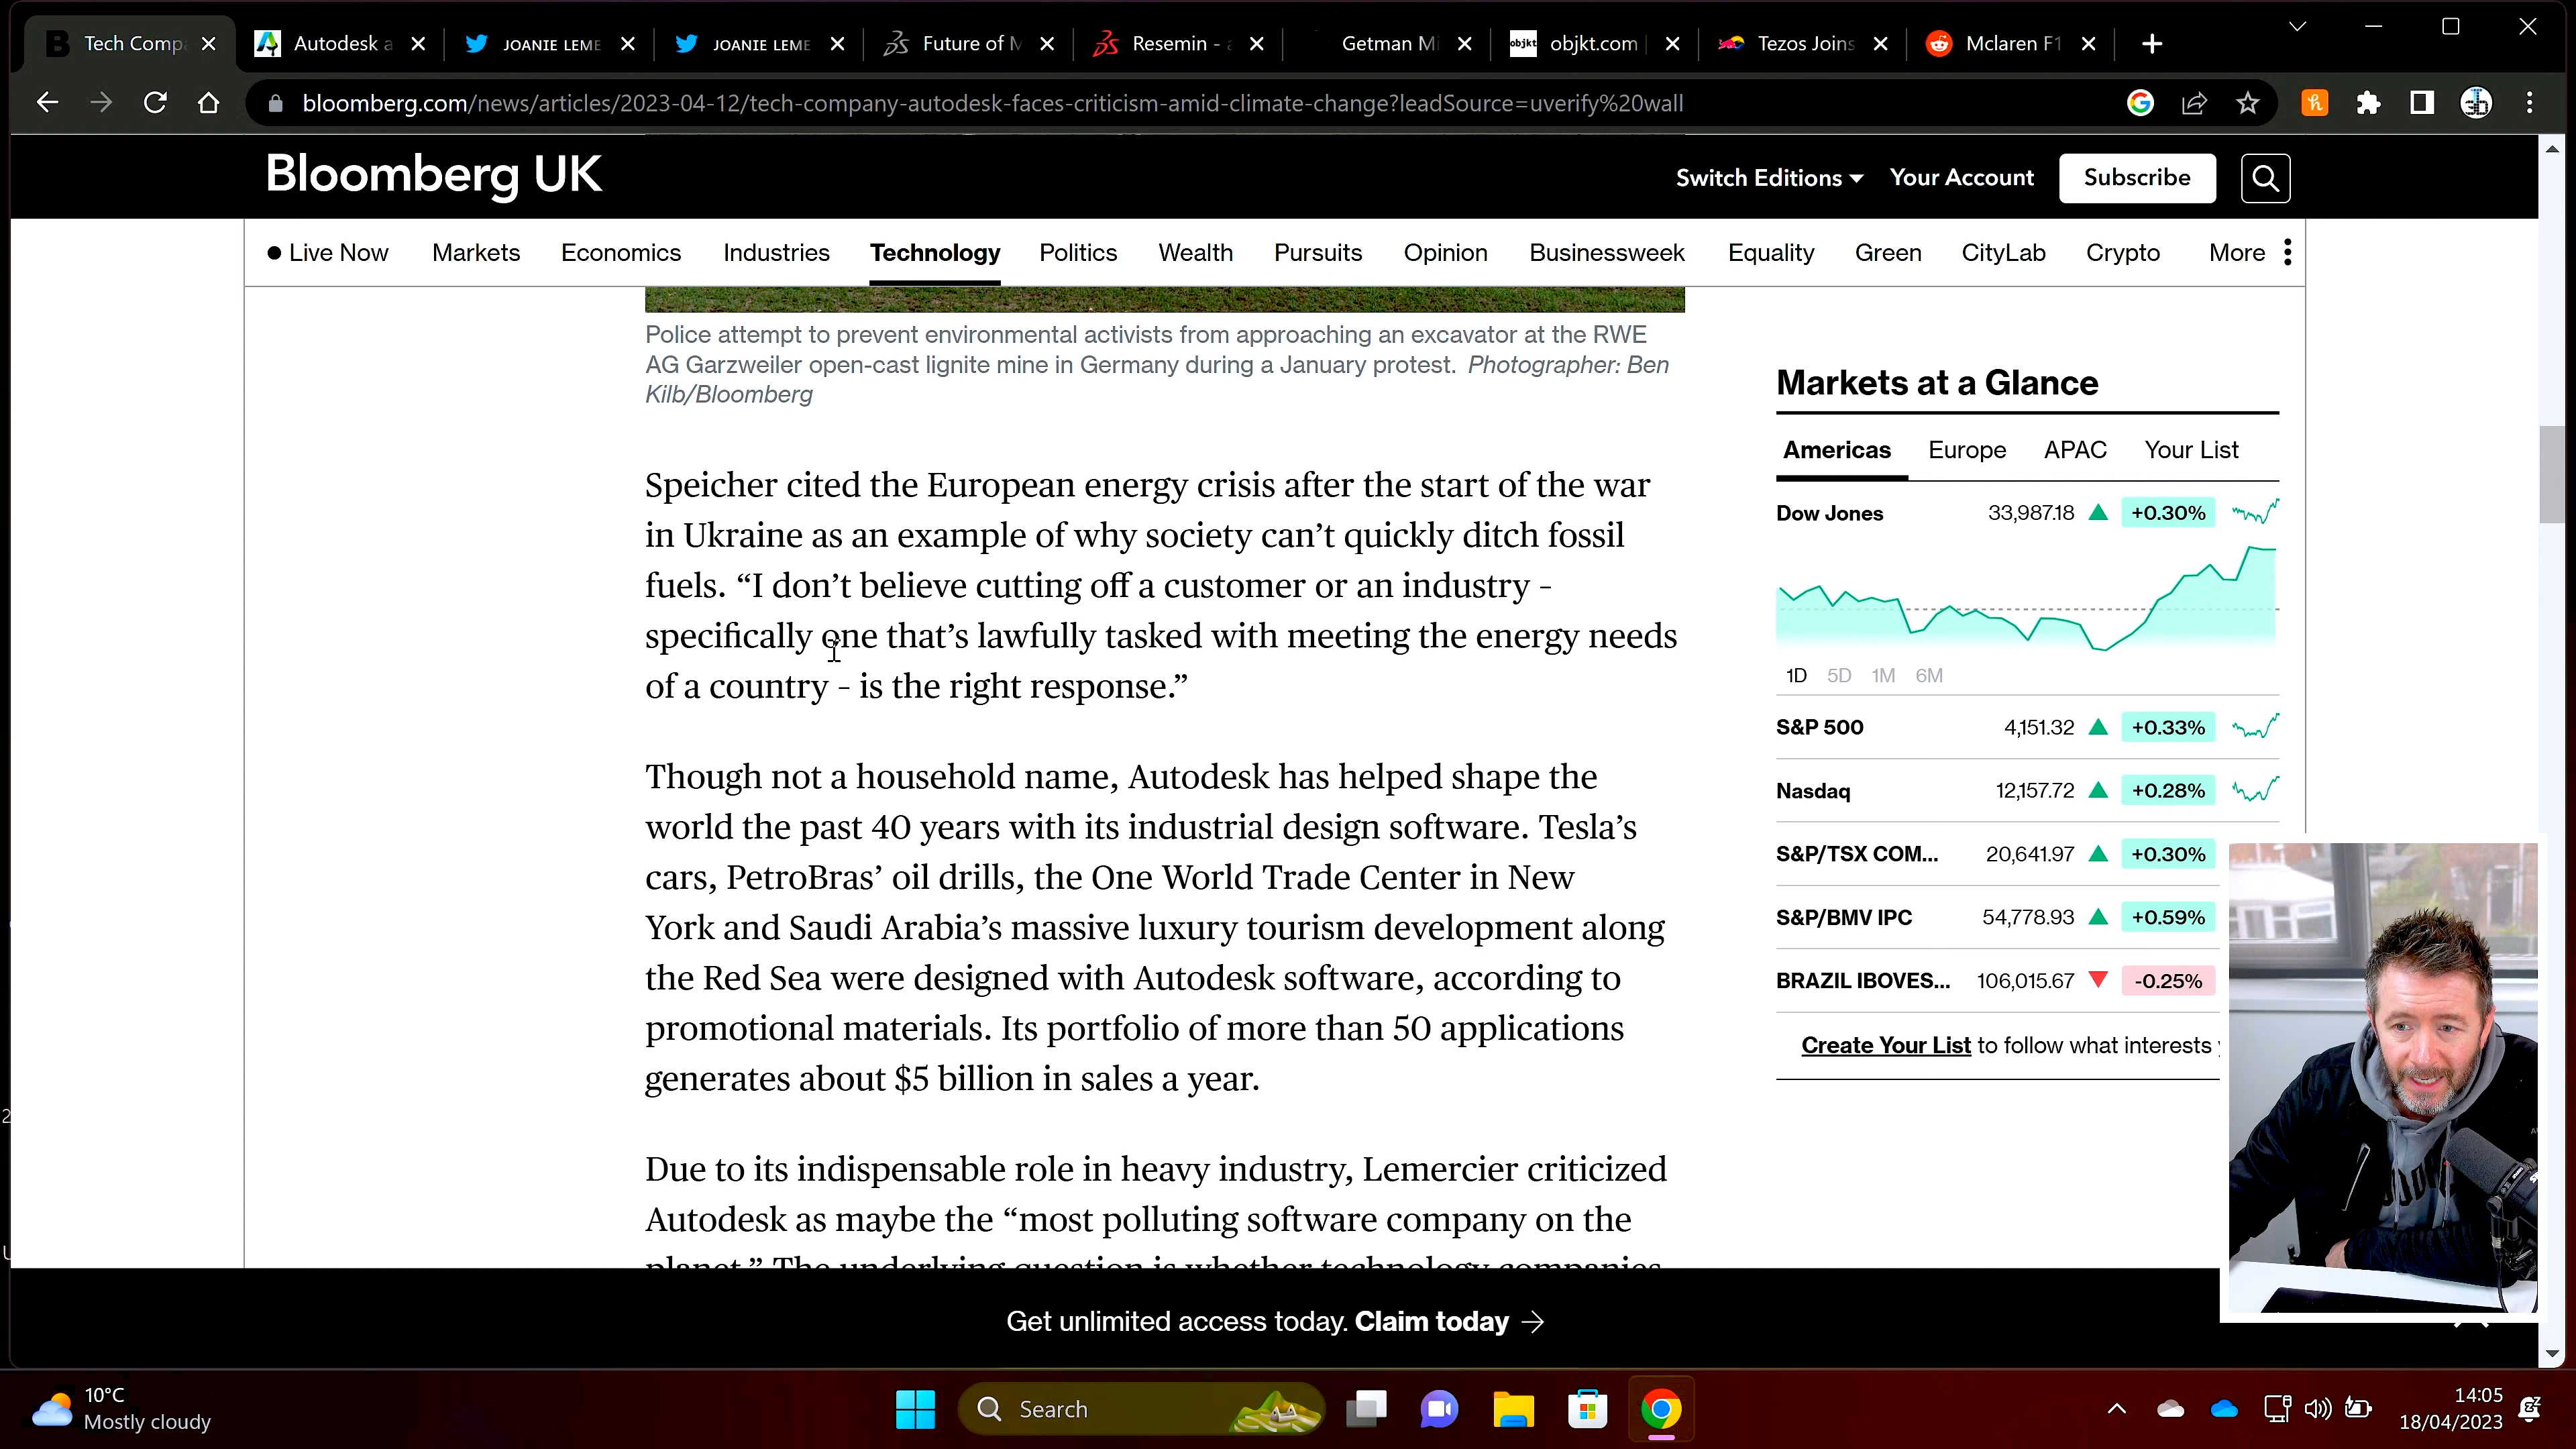 Tech Comp
Autodesk a
JOANIE LEME
JOANIE LEME
Future of M
Resemin - a
Getman Mi
objkt
objkt.com
Tezos Joins
Mclaren F1
bloomberg.com/news/articles/2023-04-12/tech-company-autodesk-faces-criticism-amid-climate-change?leadSource=uverify%20wall
Bloomberg UK
Switch Editions
Your Account
Subscribe
Live Now
Markets
Economics
Industries
Technology
Politics
Wealth
Pursuits
Opinion
Businessweek
Equality
Green
CityLab
Crypto
More
Police attempt to prevent environmental activists from approaching an excavator at the RWE
AG Garzweiler open-cast lignite mine in Germany during a January protest. Photographer: Ben
Kilb/Bloomberg
Speicher cited the European energy crisis after the start of the war
in Ukraine as an example of why society can’t quickly ditch fossil
fuels. “I don’t believe cutting off a customer or an industry –
specifically one that’s lawfully tasked with meeting the energy needs
of a country – is the right response.”
Though not a household name, Autodesk has helped shape the
world the past 40 years with its industrial design software. Tesla’s
cars, PetroBras’ oil drills, the One World Trade Center in New
York and Saudi Arabia’s massive luxury tourism development along
the Red Sea were designed with Autodesk software, according to
promotional materials. Its portfolio of more than 50 applications
generates about $5 billion in sales a year.
Due to its indispensable role in heavy industry, Lemercier criticized
Autodesk as maybe the “most polluting software company on the
planet.” The underlying question is whether technology companies
Markets at a Glance
Americas
Europe
APAC
Your List
Dow Jones 33,987.18 +0.30%
1D 5D 1M 6M
S&P 500 4,151.32 +0.33%
Nasdaq 12,157.72 +0.28%
S&P/TSX COM... 20,641.97 +0.30%
S&P/BMV IPC 54,778.93 +0.59%
BRAZIL IBOVES... 106,015.67 -0.25%
Create Your List to follow what interests
Get unlimited access today. Claim today →
10°C
Mostly cloudy
Search
14:05
18/04/2023